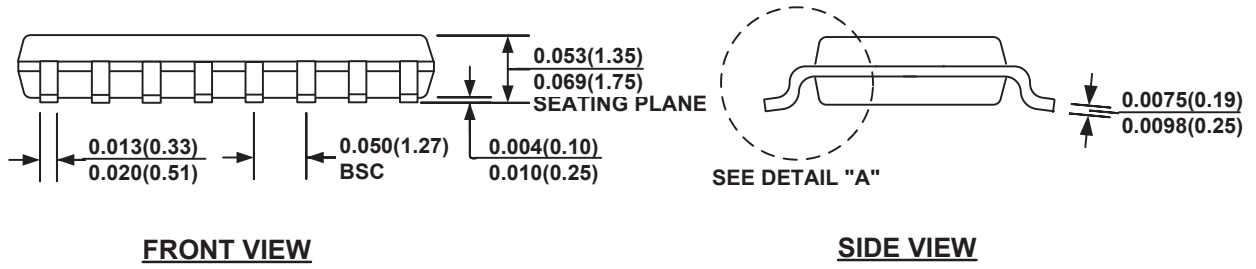 0.053(1.35)
0.069(1.75)
SEATING PLANE
0.013(0.33)
0.020(0.51)
0.050(1.27)
BSC
0.004(0.10)
0.010(0.25)
FRONT VIEW
0.0075(0.19)
0.0098(0.25)
SEE DETAIL "A"
SIDE VIEW